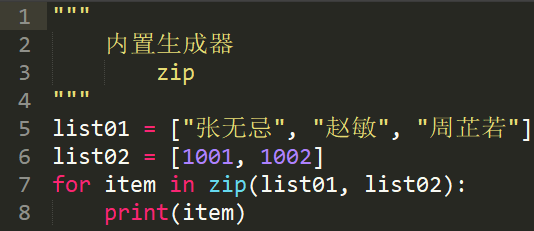 1 """
2     内置生成器
3         zip
4 """
5 list01 = ["张无忌", "赵敏", "周芷若"]
6 list02 = [1001, 1002]
7 for item in zip(list01, list02):
8     print(item)